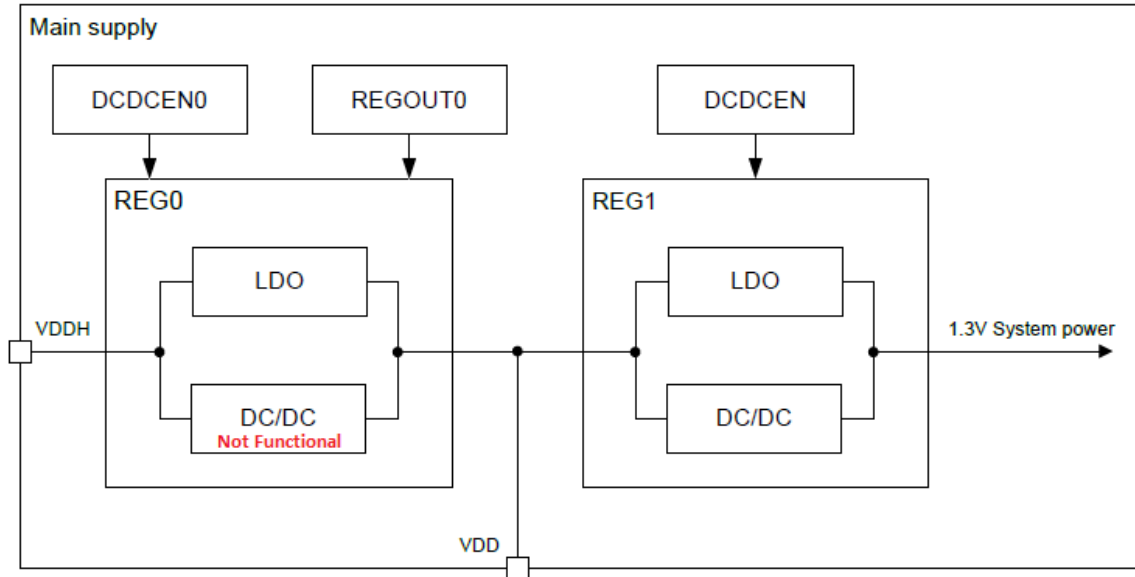 Main supply
DCDCEN0
REGOUT0
DCDCEN
REG0
REG1
LDO
LDO
VDDH
1.3V System power
DC/DC
Not Functional
DC/DC
VDD